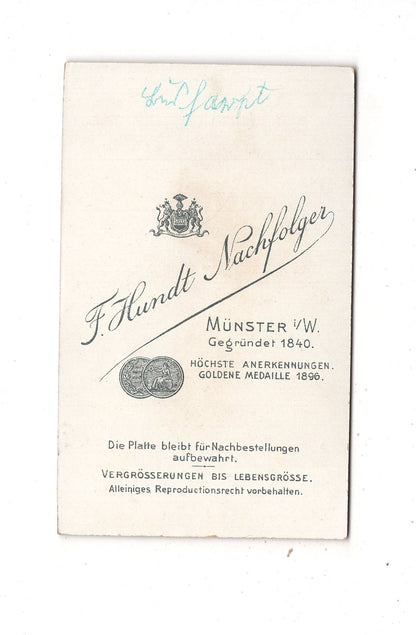 F. Hundt Nachfolger
MÜNSTER i/W.
Gegründet 1840.
HÖCHSTE ANERKENNUNGEN.
GOLDENE MEDAILLE 1896.
Die Platte bleibt für Nachbestellungen
aufbewahrt.
VERGRÖSSERUNGEN BIS LEBENSGRÖSSE.
Alleiniges Reproductionsrecht vorbehalten.